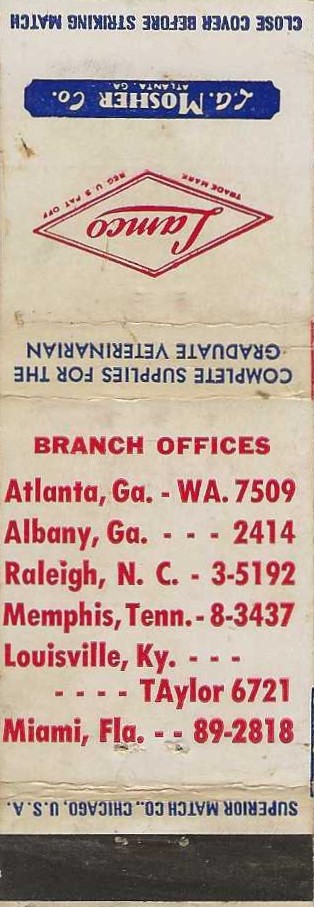 CLOSE COVER BEFORE STRIKING MATCH
L.A. MOSHER CO.
ATLANTA, GA.
TRADE MARK REG. U S PAT OFF
Lamco
COMPLETE SUPPLIES FOR THE
GRADUATE VETERINARIAN
BRANCH OFFICES
Atlanta, Ga. - WA. 7509
Albany, Ga. - - - 2414
Raleigh, N. C. - 3-5192
Memphis, Tenn. - 8-3437
Louisville, Ky. - - -
- - - - TAylor 6721
Miami, Fla. - - 89-2818
SUPERIOR MATCH CO., CHICAGO, U.S.A.